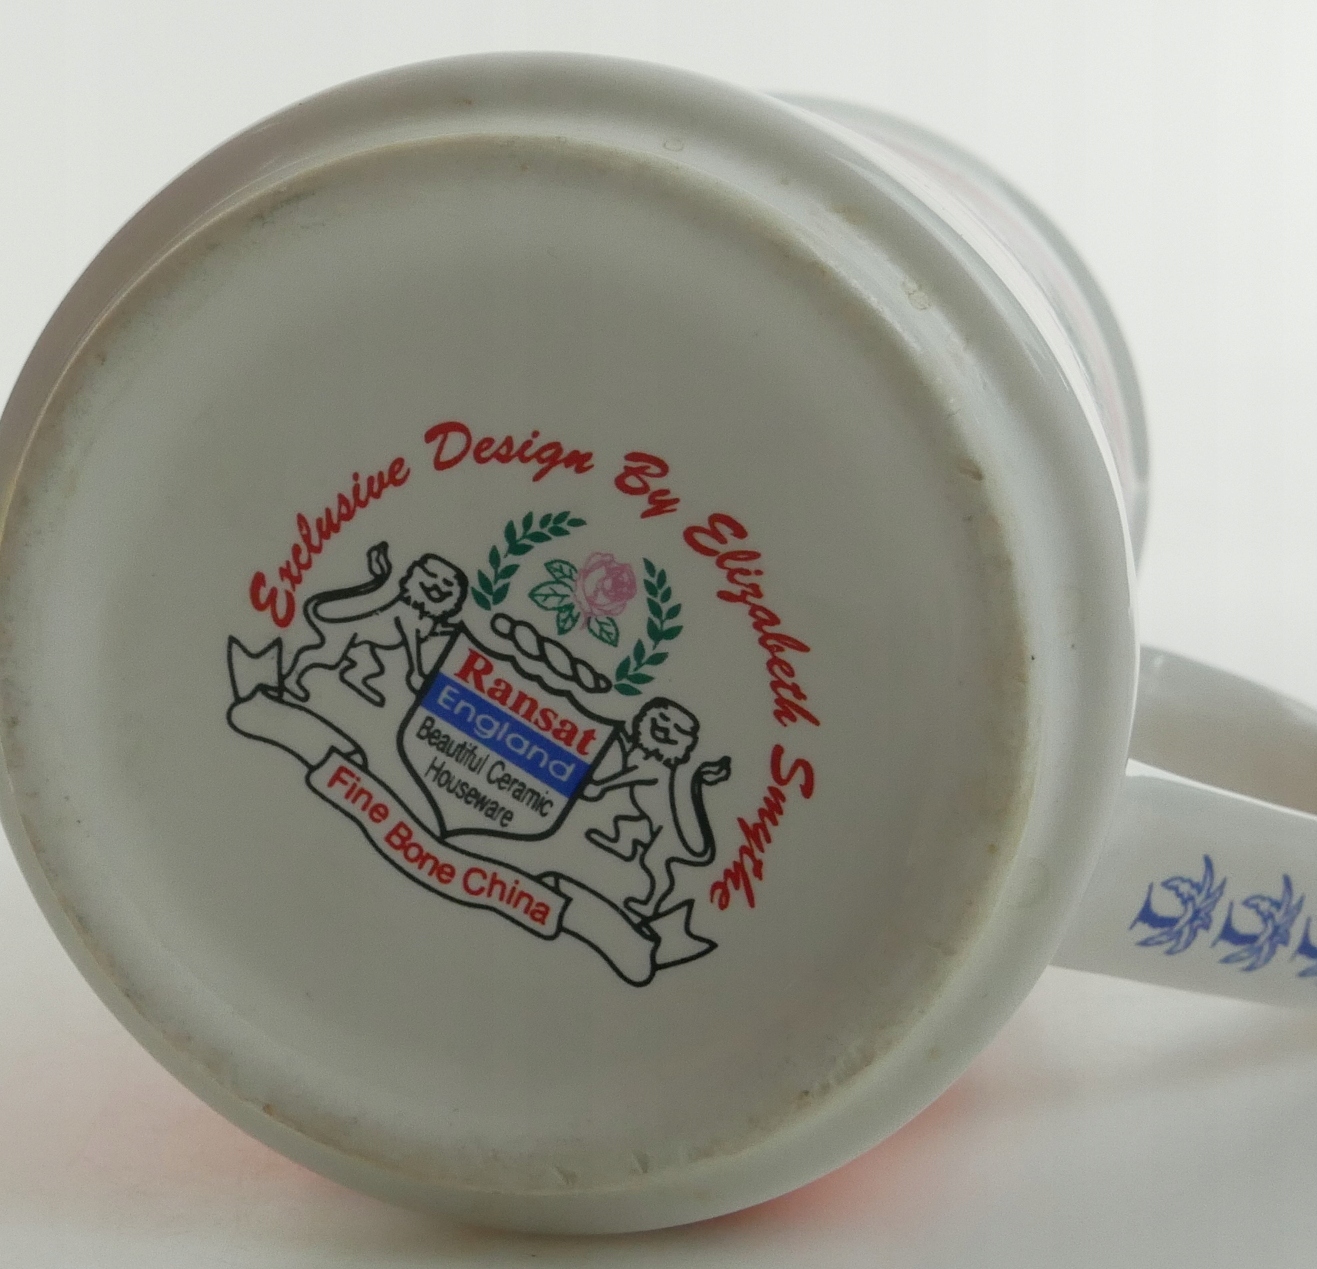 Exclusive Design By Elizabeth Smythe
Ransat
England
Beautiful Ceramic
Houseware
Fine Bone China